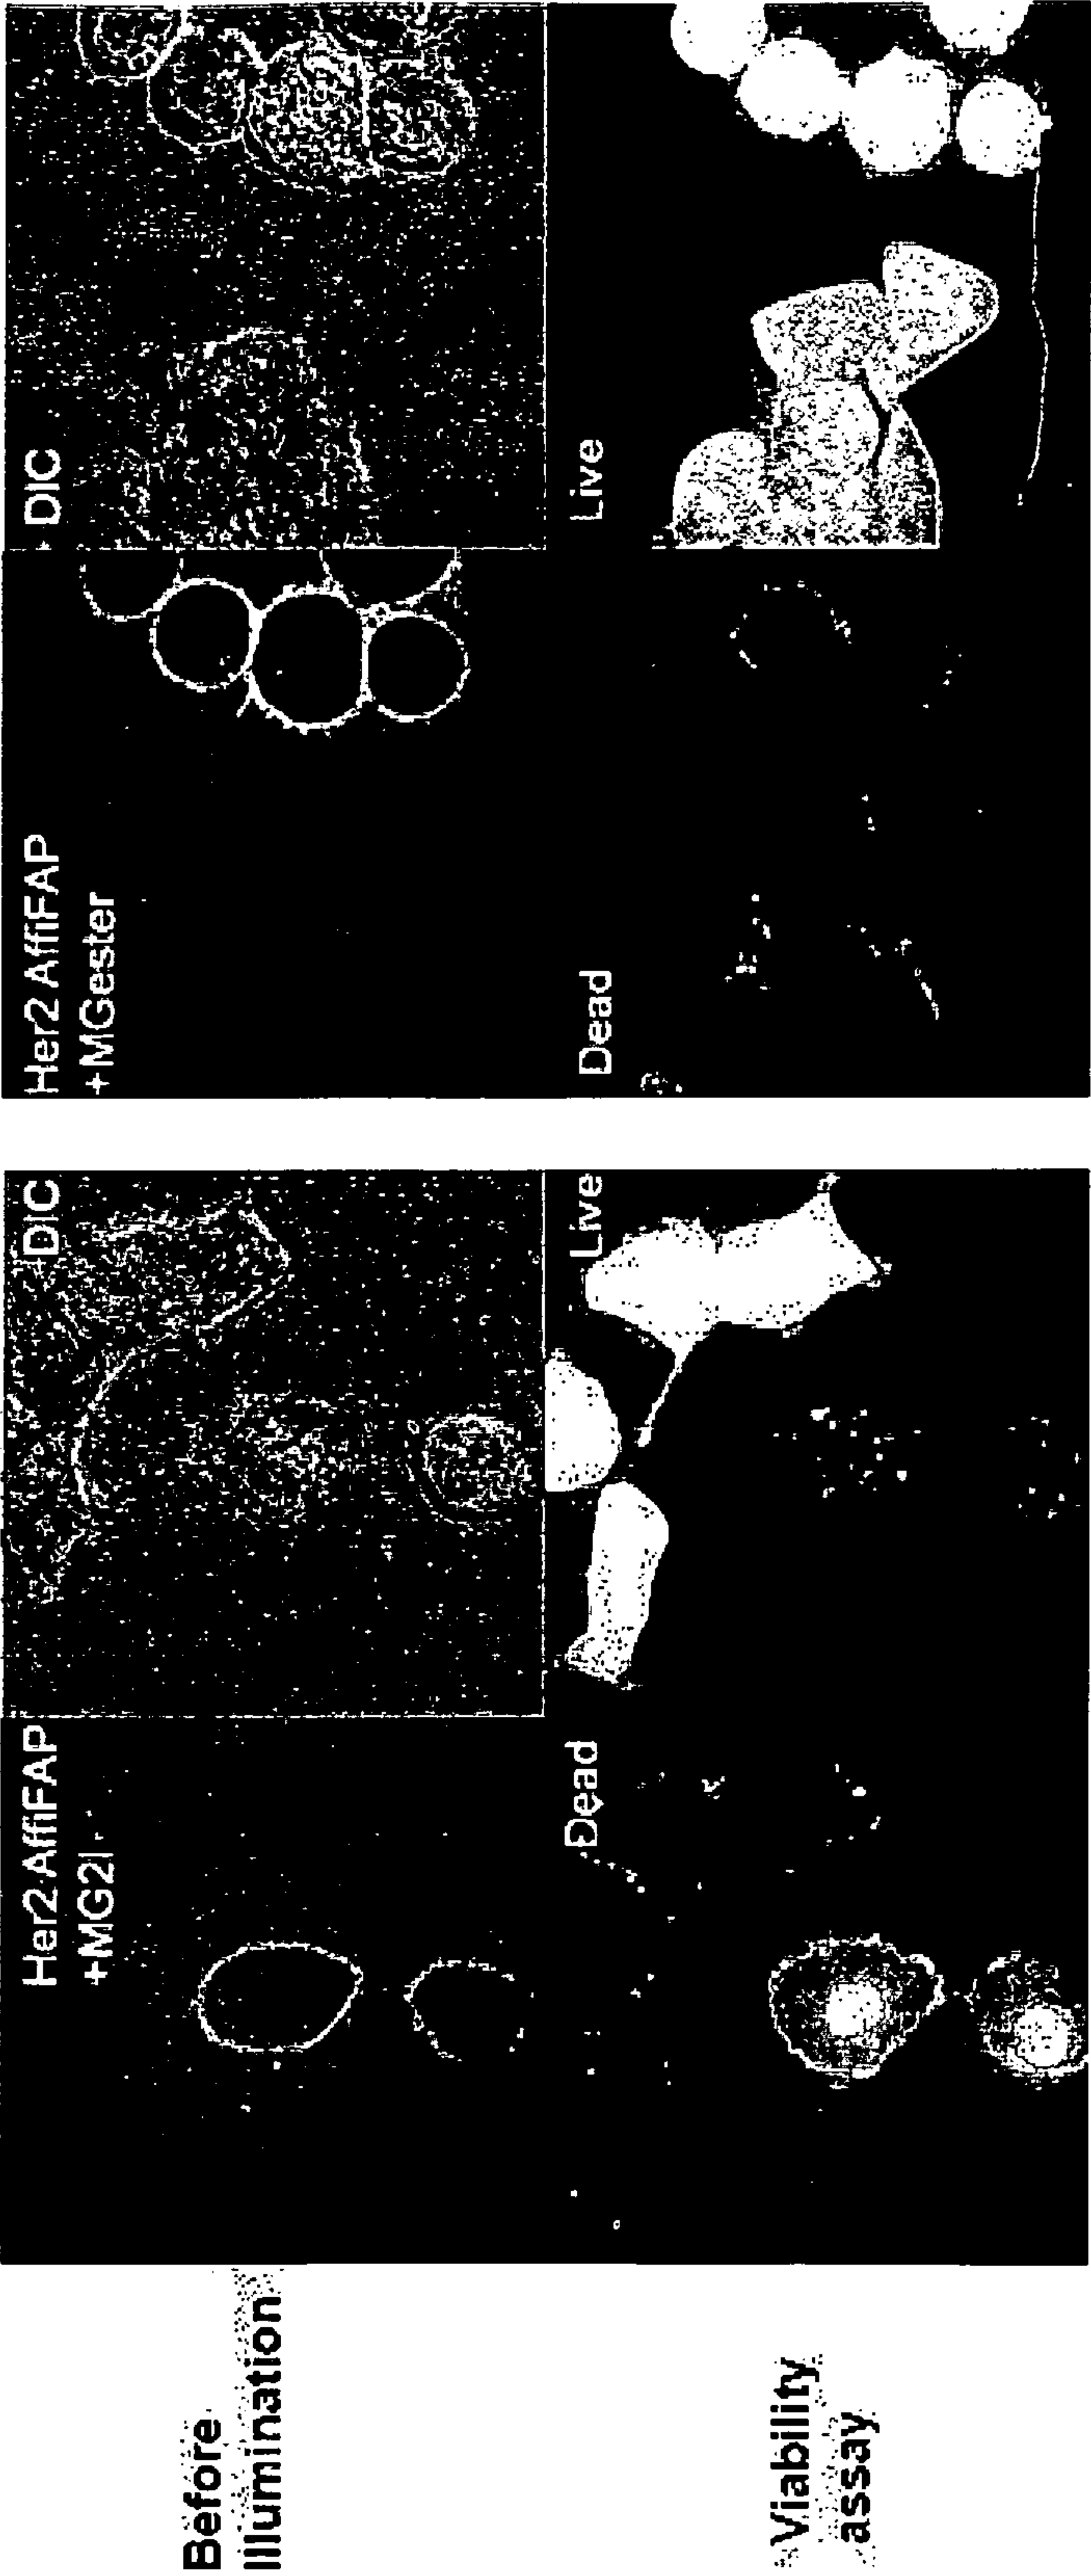 Before
Illumination
Her2 AffiFAP
+MG2I
DIC
Her2 AffiFAP
+MGester
DIC
Viability
assay
Dead
Live
Dead
Live